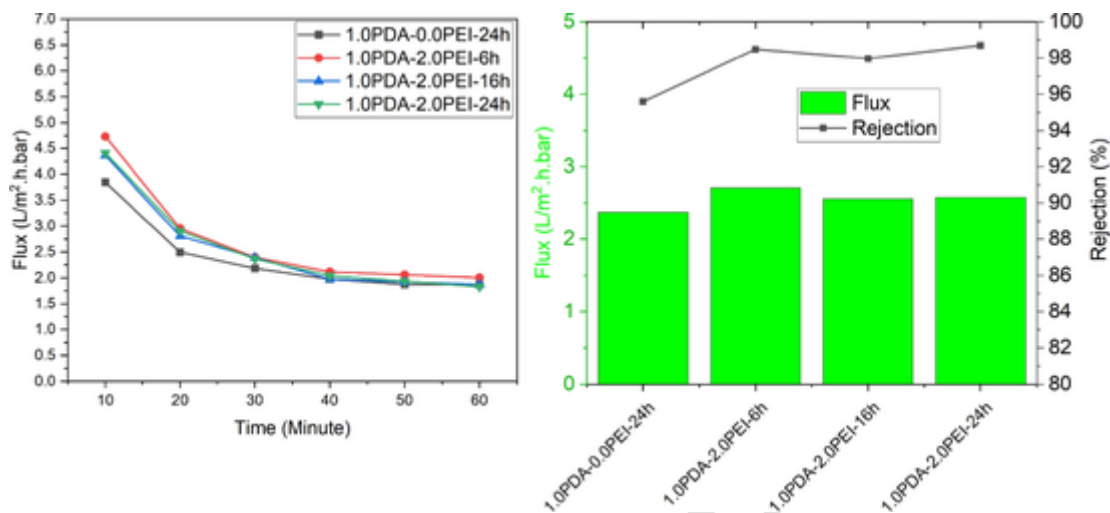 7.0
6.5
6.0
5.5
5.0
4.5
4.0
3.5
3.0
2.5
2.0
1.5
1.0
0.5
0.0
Flux (L/m².h.bar)
10 20 30 40 50 60
Time (Minute)
1.0PDA-0.0PEI-24h
1.0PDA-2.0PEI-6h
1.0PDA-2.0PEI-16h
1.0PDA-2.0PEI-24h
5
4
3
2
1
0
Flux (L/m².h.bar)
Flux
Rejection
100
98
96
94
92
90
88
86
84
82
80
Rejection (%)
1.0PDA-0.0PEI-24h
1.0PDA-2.0PEI-6h
1.0PDA-2.0PEI-16h
1.0PDA-2.0PEI-24h